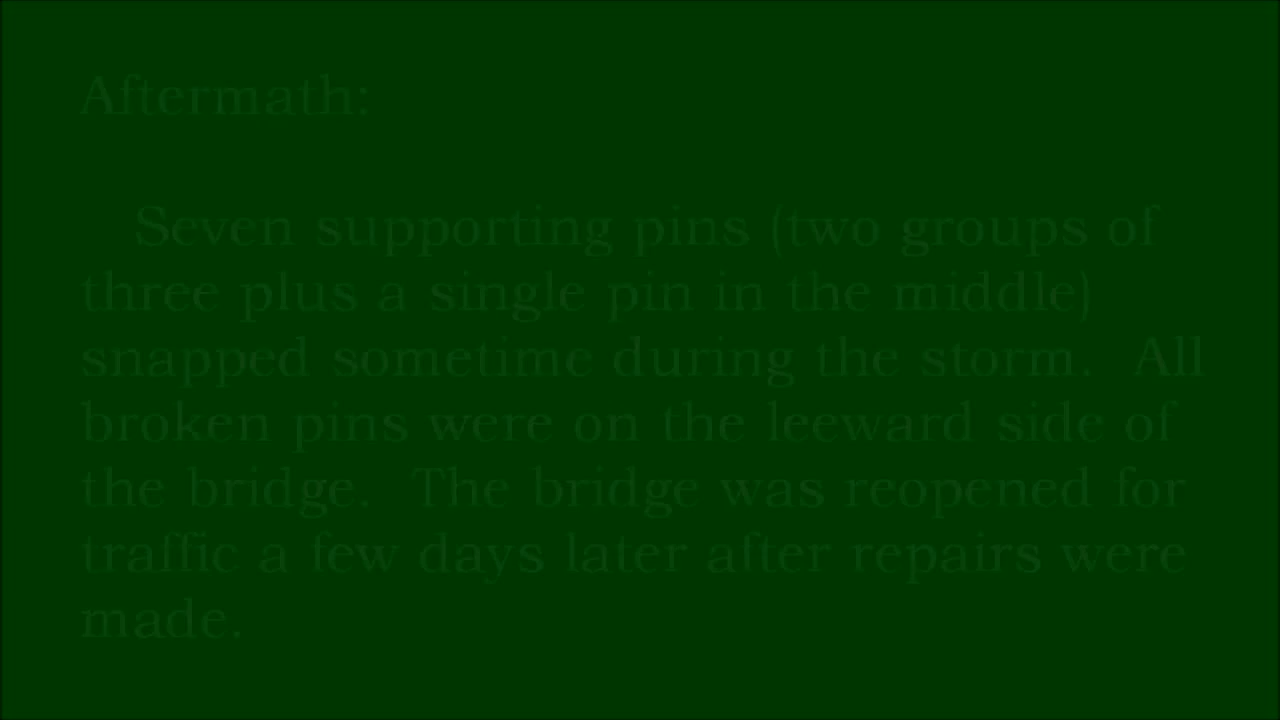 Aftermath:
Seven supporting pins (two groups of
three plus a single pin in the middle)
snapped sometime during the storm.  All
broken pins were on the leeward side of
the bridge.  The bridge was reopened for
traffic a few days later after repairs were
made.